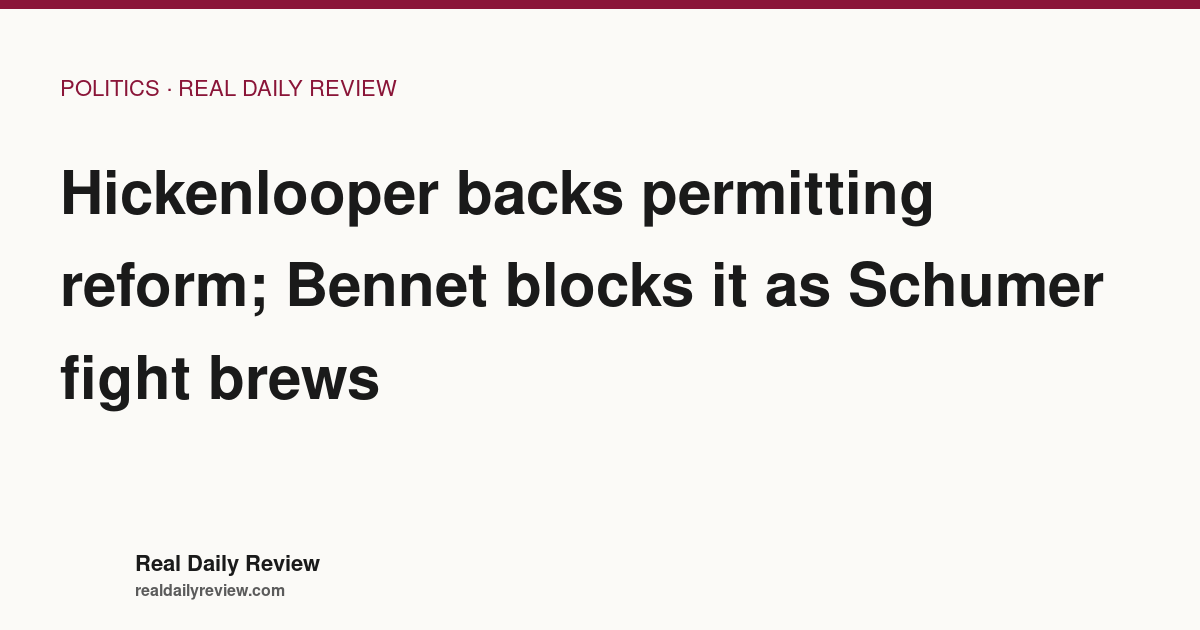 POLITICS · REAL DAILY REVIEW
Hickenlooper backs permitting
reform; Bennet blocks it as Schumer
fight brews
Real Daily Review
realdailyreview.com